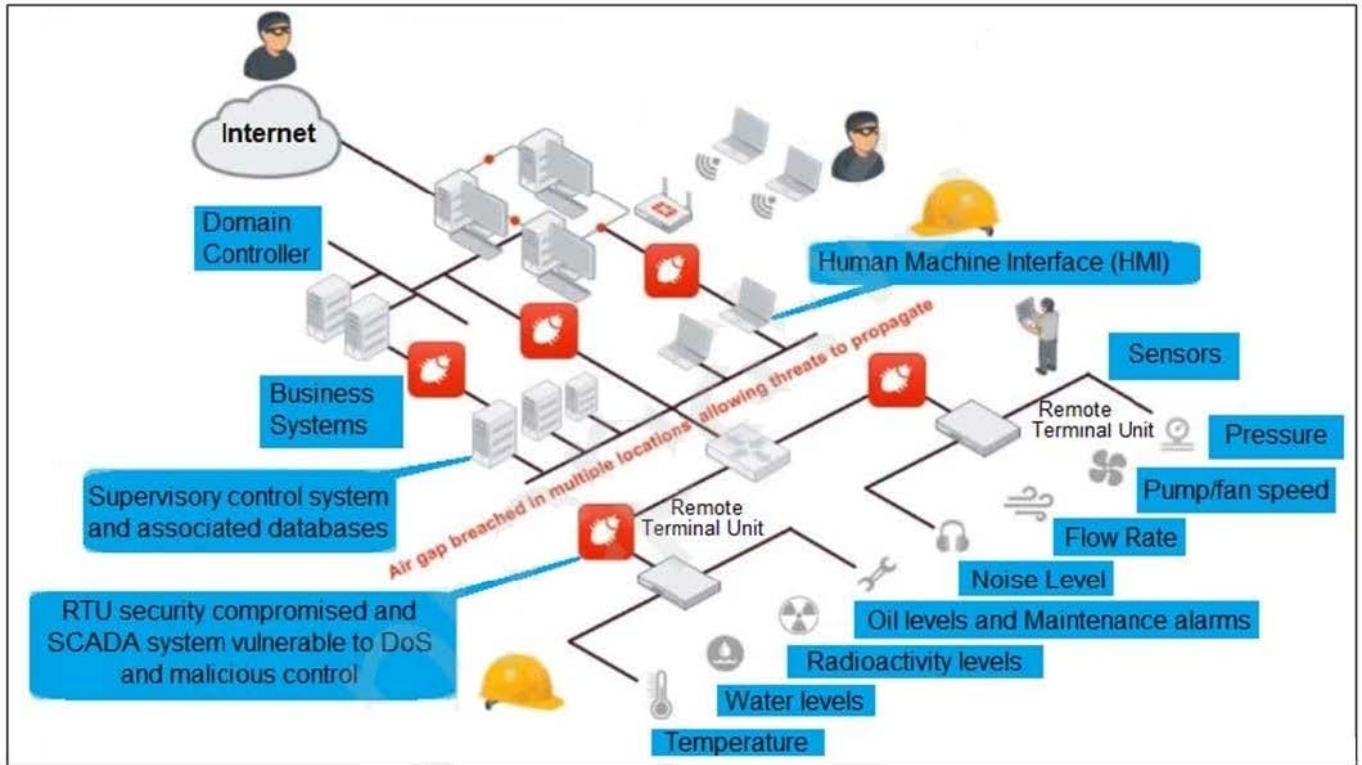 Internet
Domain
Controller
Human Machine Interface (HMI)
Sensors
Business
Systems
Air gap breached in multiple locations allowing threats to propagate
Remote
Terminal Unit
Pressure
Pump/fan speed
Supervisory control system
and associated databases
Remote
Terminal Unit
Flow Rate
Noise Level
RTU security compromised and
SCADA system vulnerable to DoS
and malicious control
Oil levels and Maintenance alarms
Radioactivity levels
Water levels
Temperature